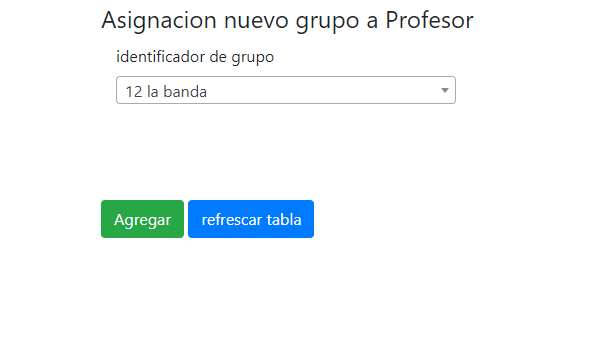 Asignacion nuevo grupo a Profesor
identificador de grupo
12 la banda
Agregar refrescar tabla